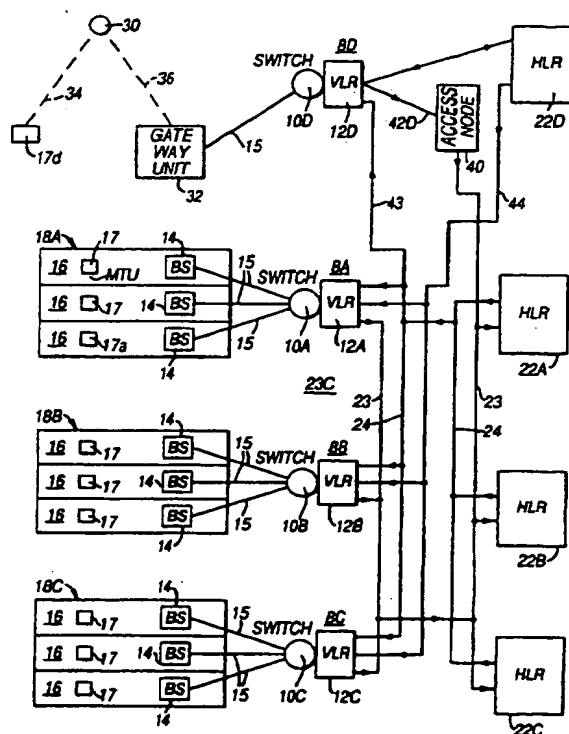 30
34
36
17d
GATE
WAY
UNIT
32
15
SWITCH
8D
VLR
10D
12D
42D
ACCESS
NODE
40
HLR
22D
43
44
18A
17
14
16
MTU
BS
15
SWITCH
8A
16
17
14
BS
VLR
16
17a
BS
10A
12A
14
HLR
22A
23C
23
24
23
24
18B
14
16
17
BS
15
SWITCH
8B
16
17
14
BS
VLR
16
17
BS
15
10B
12B
14
HLR
22B
18C
14
16
17
BS
15
SWITCH
8C
16
17
14
BS
VLR
16
17
BS
15
10C
12C
14
HLR
22C
15